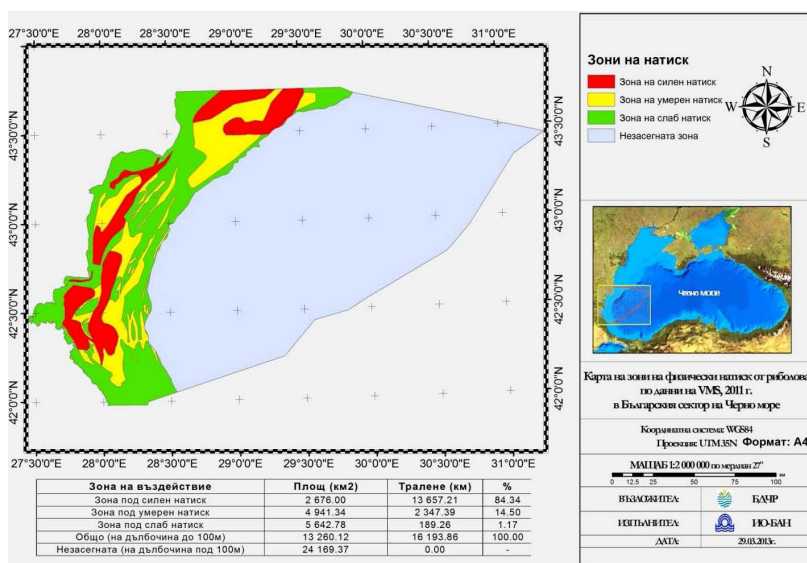 27°30'0"E 28°0'0"E 28°30'0"E 29°0'0"E 29°30'0"E 30°0'0"E 30°30'0"E 31°0'0"E
43°30'0"N
43°0'0"N
42°30'0"N
42°0'0"N
43°30'0"N
43°0'0"N
42°30'0"N
42°0'0"N
27°30'0"E 28°0'0"E 28°30'0"E 29°0'0"E 29°30'0"E 30°0'0"E 30°30'0"E 31°0'0"E
Зони на натиск
Зона на силен натиск
Зона на умерен натиск
Зона на слаб натиск
Незасегната зона
N
W E
S
Черно море
Карта на зони на физически натиск от риболова
по данни на VMS, 2011 г.
в Български сектор на Черно море
Координатна система: WGS84
Проекция: UTM35N Формат: А4
МАЩАБ 1:2 000 000 по мердиан 27°
0 12.5 25 50 75 100
км
ВЪЗЛОЖИТЕЛ: БДЧР
ИЗПЪЛНИТЕЛ: ИО-БАН
ДАТА: 29.03.2013г.
Зона на въздействие Площ (км2) Тралене (км) %
Зона под силен натиск 2 676.00 13 657.21 84.34
Зона под умерен натиск 4 941.34 2 347.39 14.50
Зона под слаб натиск 5 642.78 189.26 1.17
Общо (на дълбочина до 100м) 13 260.12 16 193.86 100.00
Незасегната (на дълбочина под 100м) 24 169.37 0.00 -